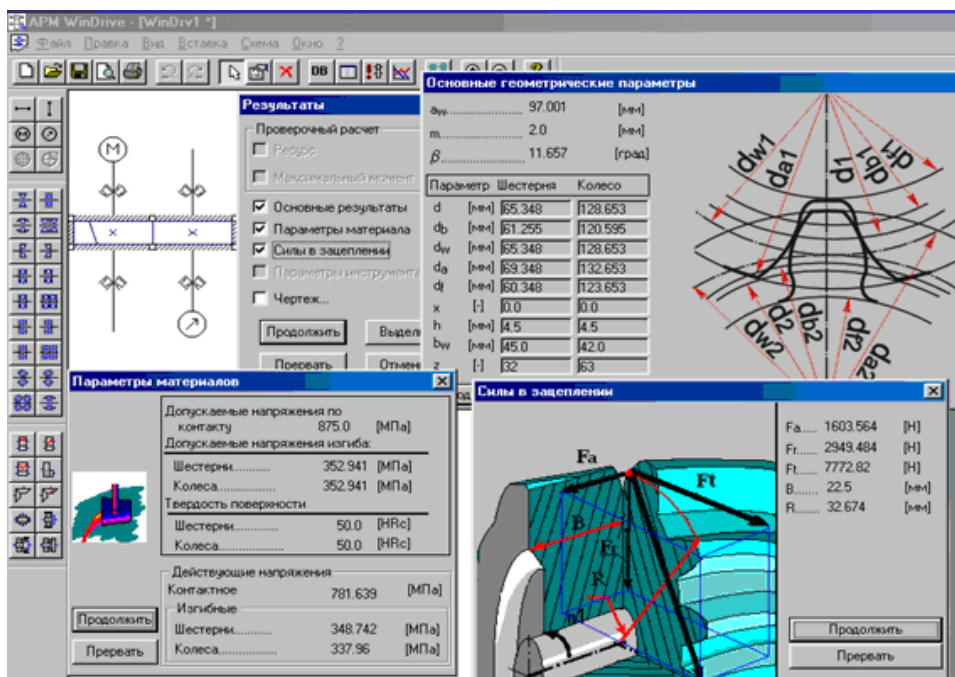 APM WinDrive - [WinDrv1 *]
Файл Правка Вид Вставка Схема Окно ?
DB
M
Результаты
Проверочный расчет
Ресурс
Максимальный момент
Основные результаты
Параметры материала
Силы в зацеплении
Параметры инструмента
Чертеж...
Продолжить
Прервать
Основные геометрические параметры
aw 97.001 [мм]
m 2.0 [мм]
β 11.657 [град]
Параметр Шестерня Колесо
d [мм] 65.348 128.653
db [мм] 61.255 120.595
dw [мм] 65.348 128.653
da [мм] 69.348 132.653
df [мм] 60.348 123.653
x [-] 0.0 0.0
h [мм] 4.5 4.5
bw [мм] 45.0 42.0
z [-] 32 63
dw1
da1
d1
db1
df1
dw2
d2
db2
df2
da2
Параметры материалов
Допускаемые напряжения по
контакту 875.0 [МПа]
Допускаемые напряжения изгиба:
Шестерни........... 352.941 [МПа]
Колеса................ 352.941 [МПа]
Твердость поверхности
Шестерни........... 50.0 [HRc]
Колеса................ 50.0 [HRc]
Действующие напряжения
Контактное 781.639 [МПа]
Изгибные
Шестерни........... 348.742 [МПа]
Колеса................ 337.96 [МПа]
Продолжить
Прервать
Силы в зацеплении
Fa..... 1603.564 [Н]
Fr..... 2949.484 [Н]
Ft..... 7772.82 [Н]
B....... 22.5 [мм]
R....... 32.674 [мм]
Fa
Ft
B
Fr
R
M
Продолжить
Прервать